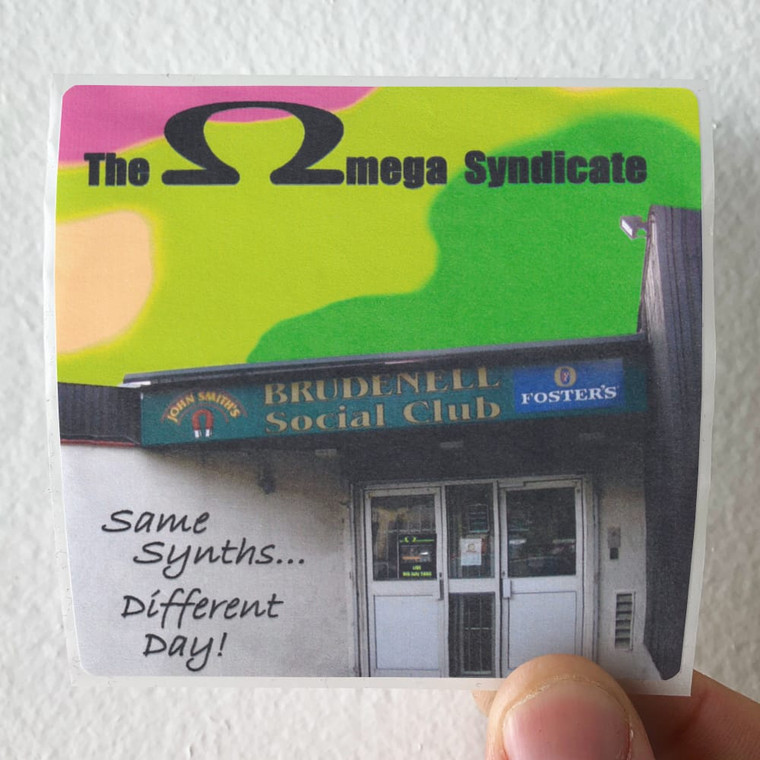 The Ωmega Syndicate
JOHN SMITH'S
BRUDENELL
Social Club
FOSTER'S
Same
Synths...
Different
Day!